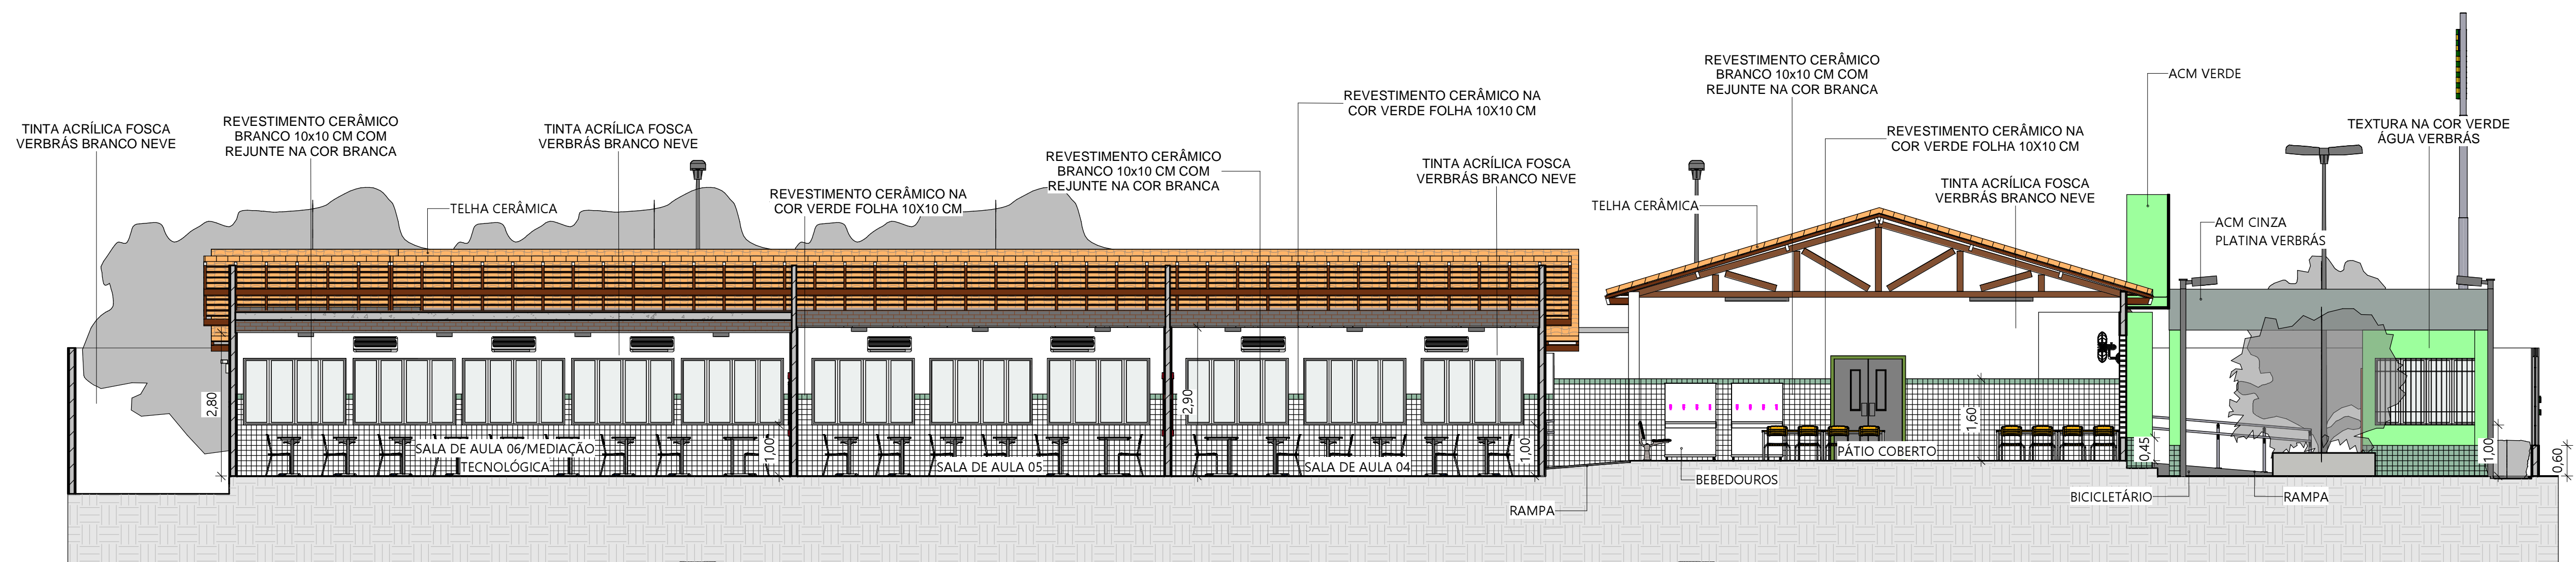 TINTA ACRÍLICA FOSCA
VERBRÁS BRANCO NEVE
REVESTIMENTO CERÂMICO
BRANCO 10x10 CM COM
REJUNTE NA COR BRANCA
TELHA CERÂMICA
TINTA ACRÍLICA FOSCA
VERBRÁS BRANCO NEVE
REVESTIMENTO CERÂMICO NA
COR VERDE FOLHA 10X10 CM
REVESTIMENTO CERÂMICO
BRANCO 10x10 CM COM
REJUNTE NA COR BRANCA
REVESTIMENTO CERÂMICO NA
COR VERDE FOLHA 10X10 CM
TINTA ACRÍLICA FOSCA
VERBRÁS BRANCO NEVE
TELHA CERÂMICA
REVESTIMENTO CERÂMICO
BRANCO 10x10 CM COM
REJUNTE NA COR BRANCA
REVESTIMENTO CERÂMICO NA
COR VERDE FOLHA 10X10 CM
TINTA ACRÍLICA FOSCA
VERBRÁS BRANCO NEVE
ACM VERDE
ACM CINZA
PLATINA VERBRÁS
TEXTURA NA COR VERDE
ÁGUA VERBRÁS
2,80
SALA DE AULA 06/MEDIAÇÃO
TECNOLÓGICA
1,00
SALA DE AULA 05
2,90
SALA DE AULA 04
1,00
RAMPA
BEBEDOUROS
PÁTIO COBERTO
1,60
0,45
BICICLETÁRIO
RAMPA
1,00
0,60